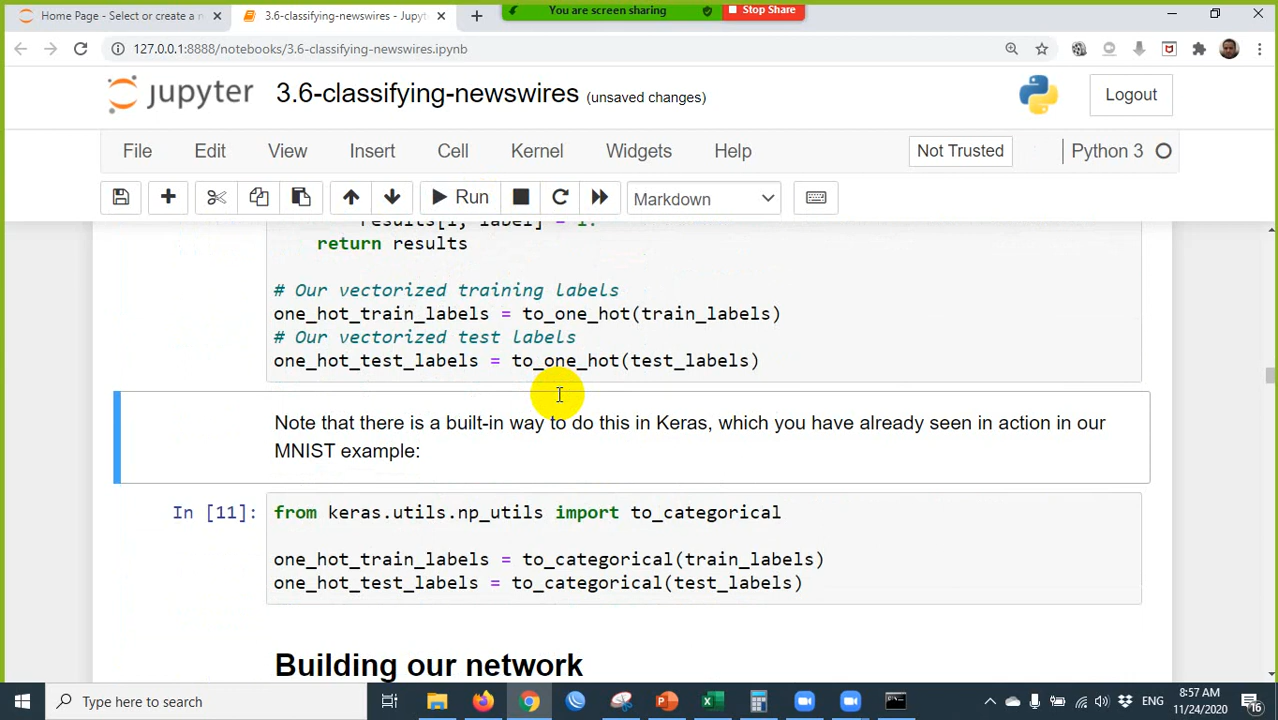 Home Page - Select or create a n
3.6-classifying-newswires - Jupyt
You are screen sharing
Stop Share
127.0.0.1:8888/notebooks/3.6-classifying-newswires.ipynb
jupyter 3.6-classifying-newswires (unsaved changes)
Logout
File Edit View Insert Cell Kernel Widgets Help
Not Trusted
Python 3
Run
Markdown
results[i, label] = 1.
return results
# Our vectorized training labels
one_hot_train_labels = to_one_hot(train_labels)
# Our vectorized test labels
one_hot_test_labels = to_one_hot(test_labels)
Note that there is a built-in way to do this in Keras, which you have already seen in action in our
MNIST example:
In [11]: from keras.utils.np_utils import to_categorical
one_hot_train_labels = to_categorical(train_labels)
one_hot_test_labels = to_categorical(test_labels)
Building our network
Type here to search
ENG
8:57 AM
11/24/2020
16